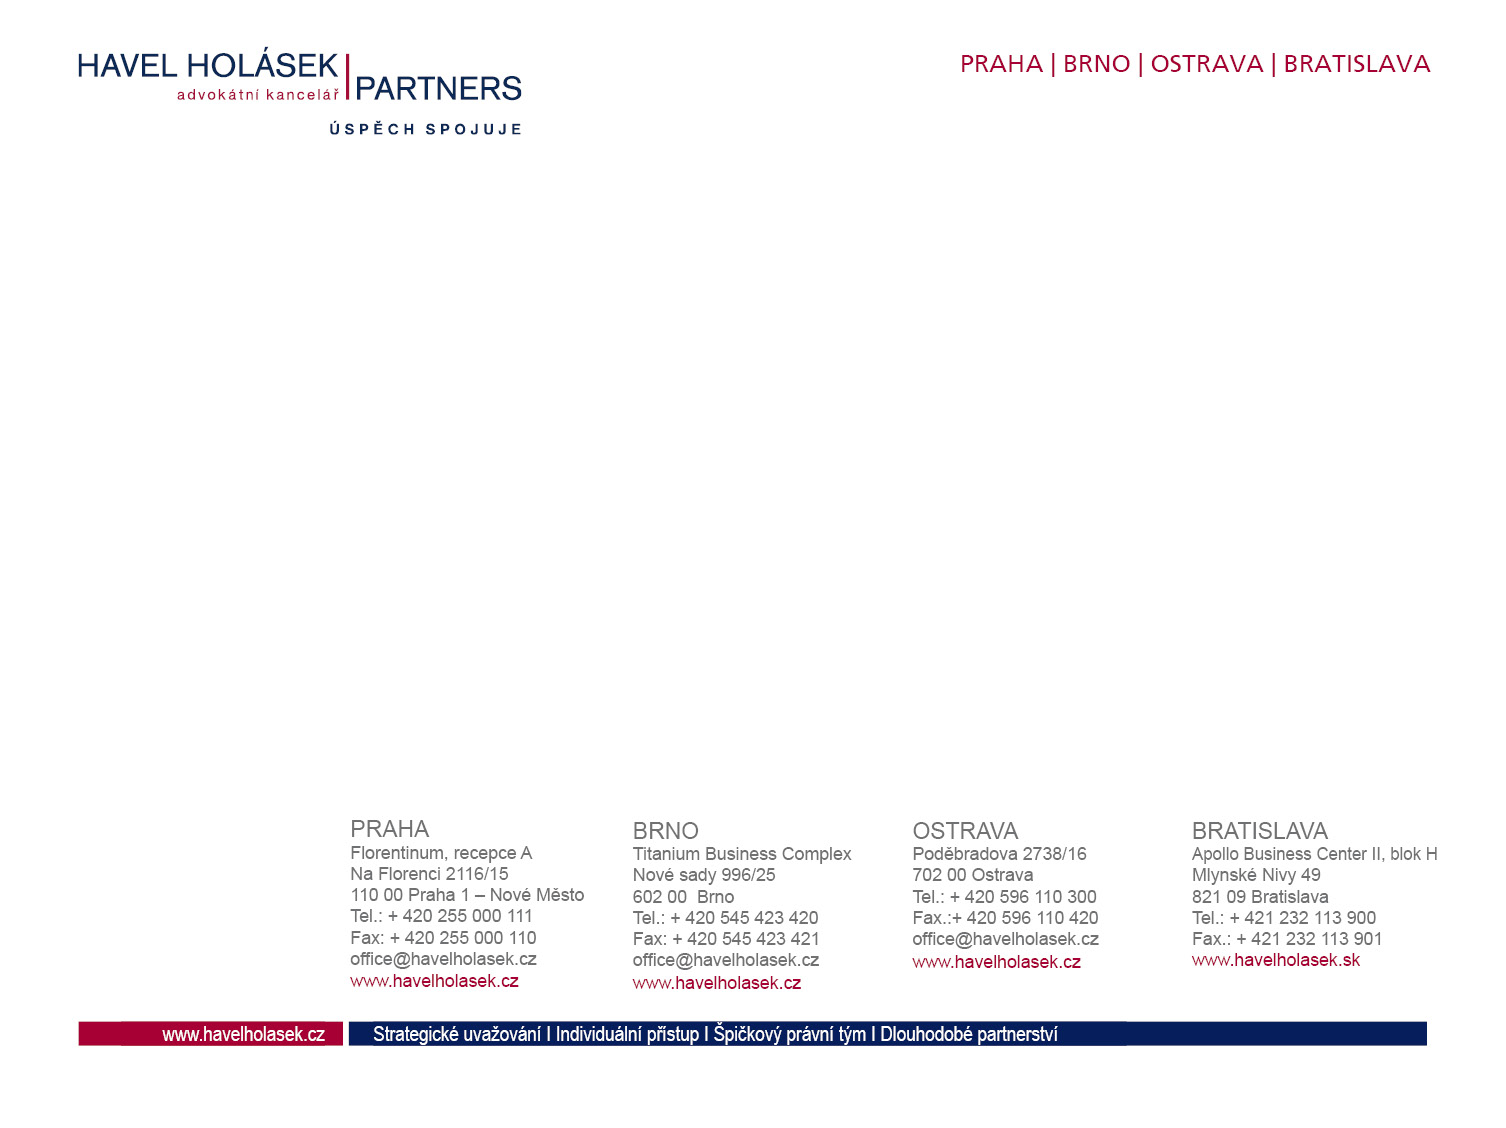 HAVEL HOLÁSEK
advokátní kancelář
PARTNERS
ÚSPĚCH SPOJUJE
PRAHA | BRNO | OSTRAVA | BRATISLAVA
PRAHA
Florentinum, recepce A
Na Florenci 2116/15
110 00 Praha 1 – Nové Město
Tel.: + 420 255 000 111
Fax: + 420 255 000 110
office@havelholasek.cz
www.havelholasek.cz
BRNO
Titanium Business Complex
Nové sady 996/25
602 00  Brno
Tel.: + 420 545 423 420
Fax: + 420 545 423 421
office@havelholasek.cz
www.havelholasek.cz
OSTRAVA
Poděbradova 2738/16
702 00 Ostrava
Tel.: + 420 596 110 300
Fax.:+ 420 596 110 420
office@havelholasek.cz
www.havelholasek.cz
BRATISLAVA
Apollo Business Center II, blok H
Mlynské Nivy 49
821 09 Bratislava
Tel.: + 421 232 113 900
Fax.: + 421 232 113 901
www.havelholasek.sk
www.havelholasek.cz
Strategické uvažování I Individuální přístup I Špičkový právní tým I Dlouhodobé partnerství